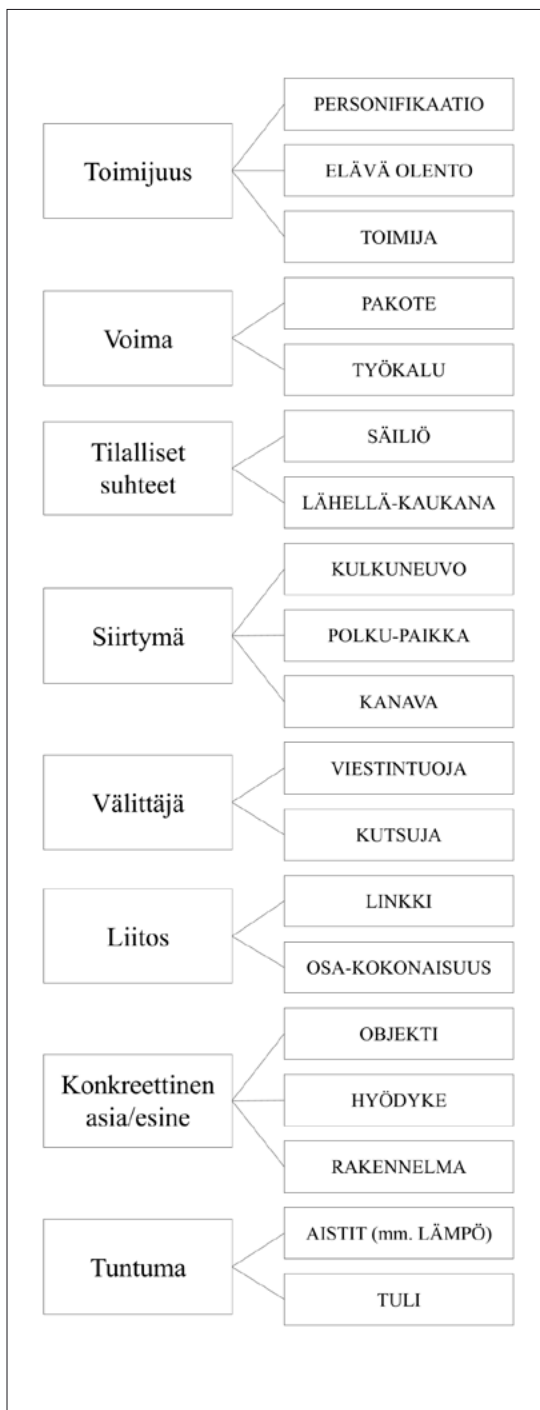 Toimijuus
PERSONIFIKAATIO
ELÄVÄ OLENTO
TOIMIJA
Voima
PAKOTE
TYÖKALU
Tilalliset
suhteet
SÄILIÖ
LÄHELLÄ-KAUKANA
Siirtymä
KULKUNEUVO
POLKU-PAIKKA
KANAVA
Välittäjä
VIESTINTUOJA
KUTSUJA
Liitos
LINKKI
OSA-KOKONAISUUS
Konkreettinen
asia/esine
OBJEKTI
HYÖDYKE
RAKENNELMA
Tuntuma
AISTIT (mm. LÄMPÖ)
TULI